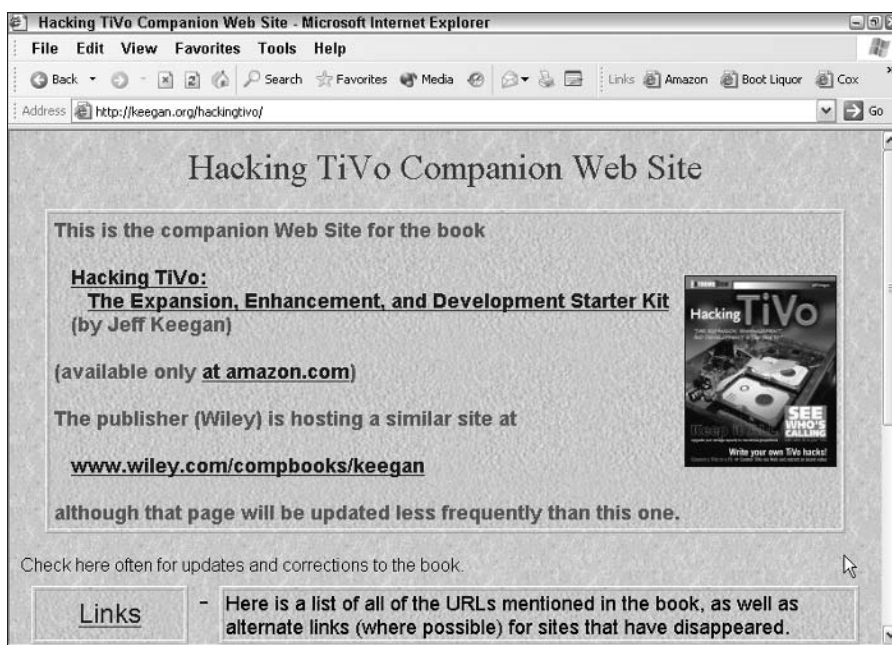 Hacking TiVo Companion Web Site - Microsoft Internet Explorer
File Edit View Favorites Tools Help
Back Search Favorites Media Links Amazon Boot Liquor Cox »
Address http://keegan.org/hackingtivo/ Go
Hacking TiVo Companion Web Site
This is the companion Web Site for the book
Hacking TiVo:
The Expansion, Enhancement, and Development Starter Kit
(by Jeff Keegan)
(available only at amazon.com)
The publisher (Wiley) is hosting a similar site at
www.wiley.com/compbooks/keegan
although that page will be updated less frequently than this one.
Hacking TiVo
SEE
WHO'S
CALLING
Write your own TiVo hacks!
Check here often for updates and corrections to the book.
Links - Here is a list of all of the URLs mentioned in the book, as well as
alternate links (where possible) for sites that have disappeared.